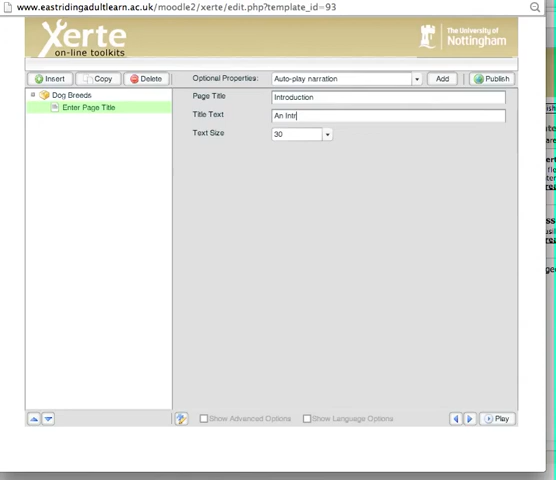 www.eastridingadultlearn.ac.uk/moodle2/xerte/edit.php?template_id=93
Xerte
on-line toolkits
The University of
Nottingham
Insert
Copy
Delete
Optional Properties:
Auto-play narration
Add
Publish
Dog Breeds
Enter Page Title
Page Title
Introduction
Title Text
An Intr
Text Size
30
Show Advanced Options
Show Language Options
Play